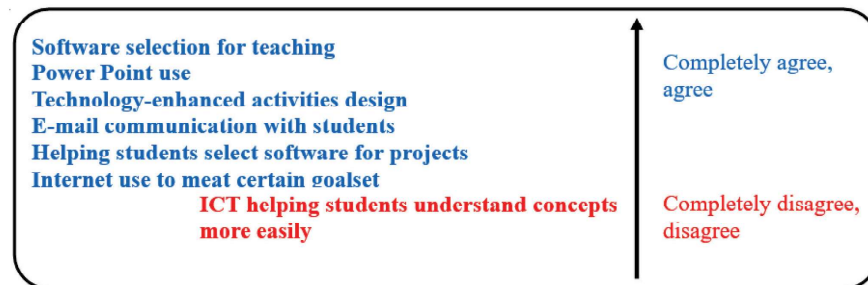 Software selection for teaching
Power Point use
Technology-enhanced activities design
E-mail communication with students
Helping students select software for projects
Internet use to meat certain goalset
ICT helping students understand concepts
more easily
Completely agree,
agree
Completely disagree,
disagree